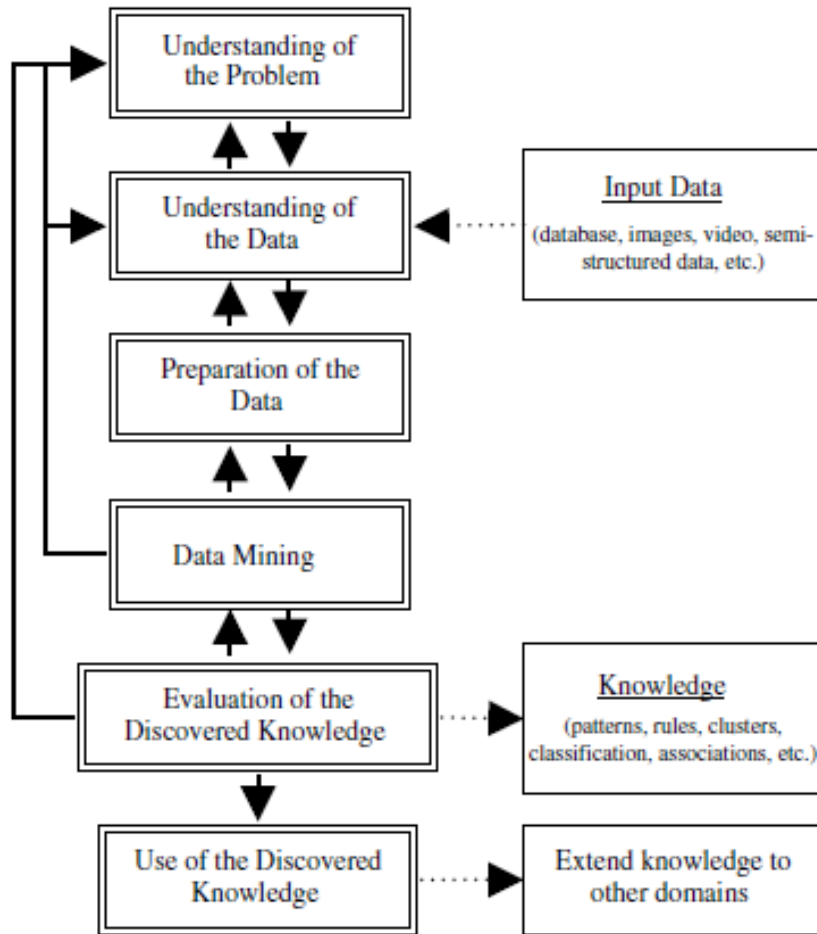 Understanding of
the Problem
Understanding of
the Data
Input Data
(database, images, video, semi-
structured data, etc.)
Preparation of the
Data
Data Mining
Evaluation of the
Discovered Knowledge
Knowledge
(patterns, rules, clusters,
classification, associations, etc.)
Use of the Discovered
Knowledge
Extend knowledge to
other domains